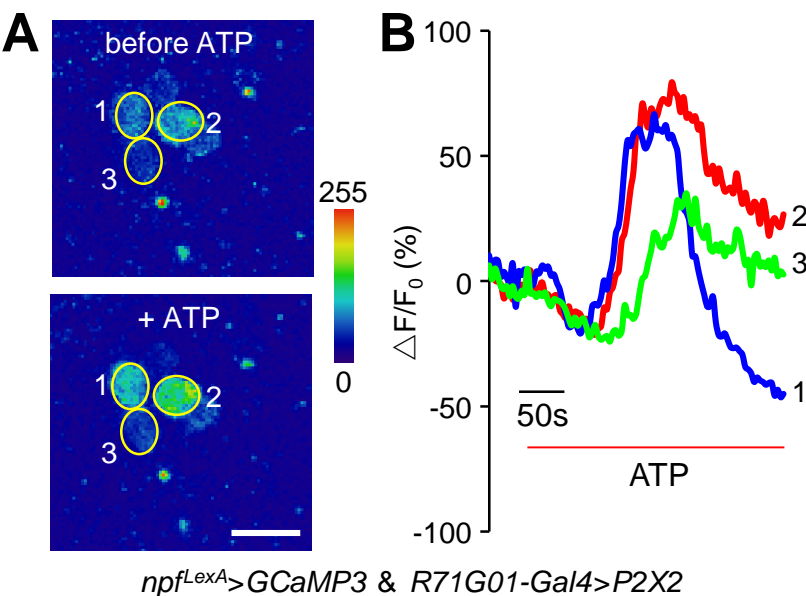 A
before ATP
1
2
3
255
0
+ ATP
1
2
3
B
100
50
0
-50
-100
△F/F0 (%)
2
3
1
50s
ATP
npfLexA>GCaMP3 & R71G01-Gal4>P2X2